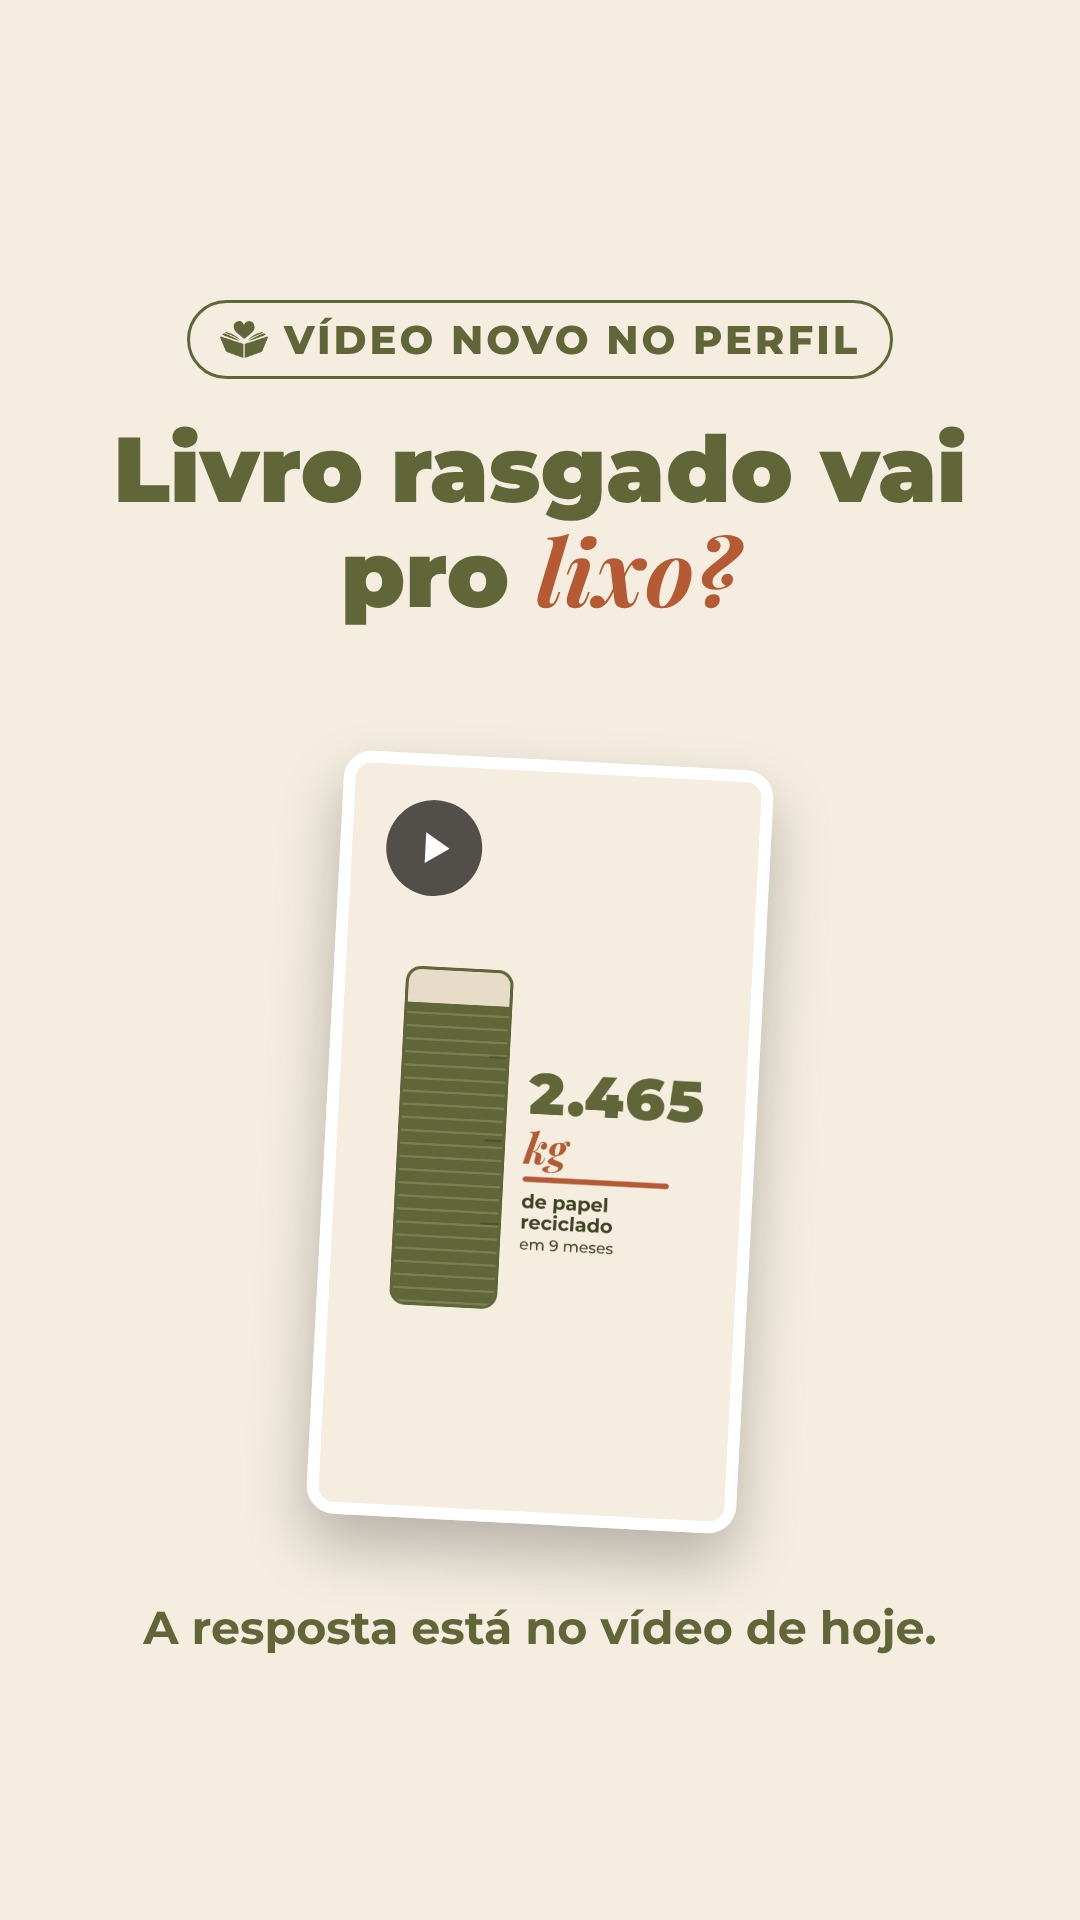 VÍDEO NOVO NO PERFIL
Livro rasgado vai
pro lixo?
2.465
kg
de papel
reciclado
em 9 meses
A resposta está no vídeo de hoje.